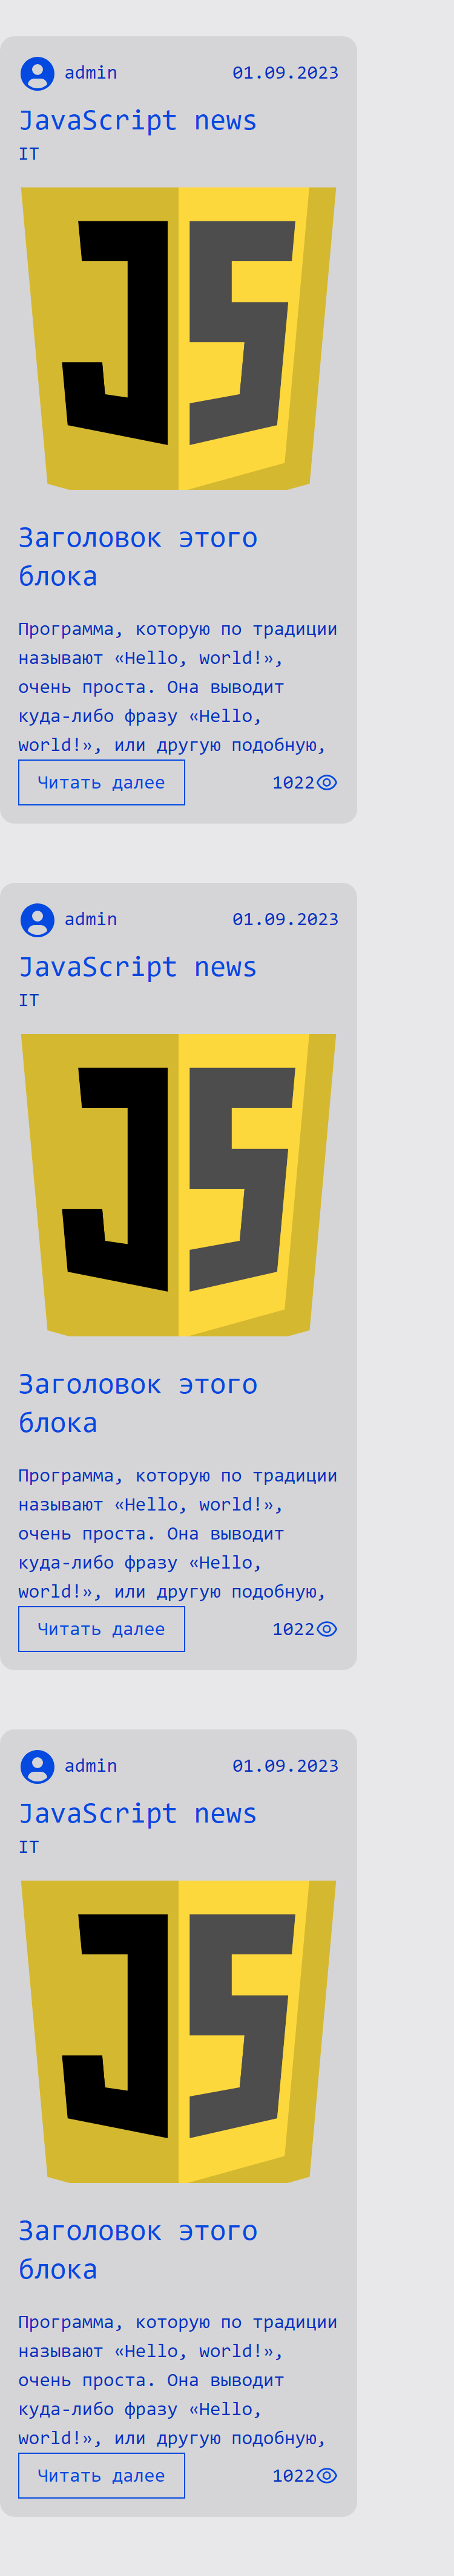 admin 01.09.2023
JavaScript news
IT
JS
Заголовок этого
блока
Программа, которую по традиции
называют «Hello, world!»,
очень проста. Она выводит
куда-либо фразу «Hello,
world!», или другую подобную,
Читать далее 1022
admin 01.09.2023
JavaScript news
IT
JS
Заголовок этого
блока
Программа, которую по традиции
называют «Hello, world!»,
очень проста. Она выводит
куда-либо фразу «Hello,
world!», или другую подобную,
Читать далее 1022
admin 01.09.2023
JavaScript news
IT
JS
Заголовок этого
блока
Программа, которую по традиции
называют «Hello, world!»,
очень проста. Она выводит
куда-либо фразу «Hello,
world!», или другую подобную,
Читать далее 1022